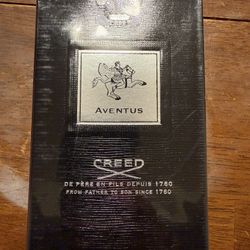 AVENTUS
CREED
DE PÈRE EN FILS DEPUIS 1760
FROM FATHER TO SON SINCE 1760